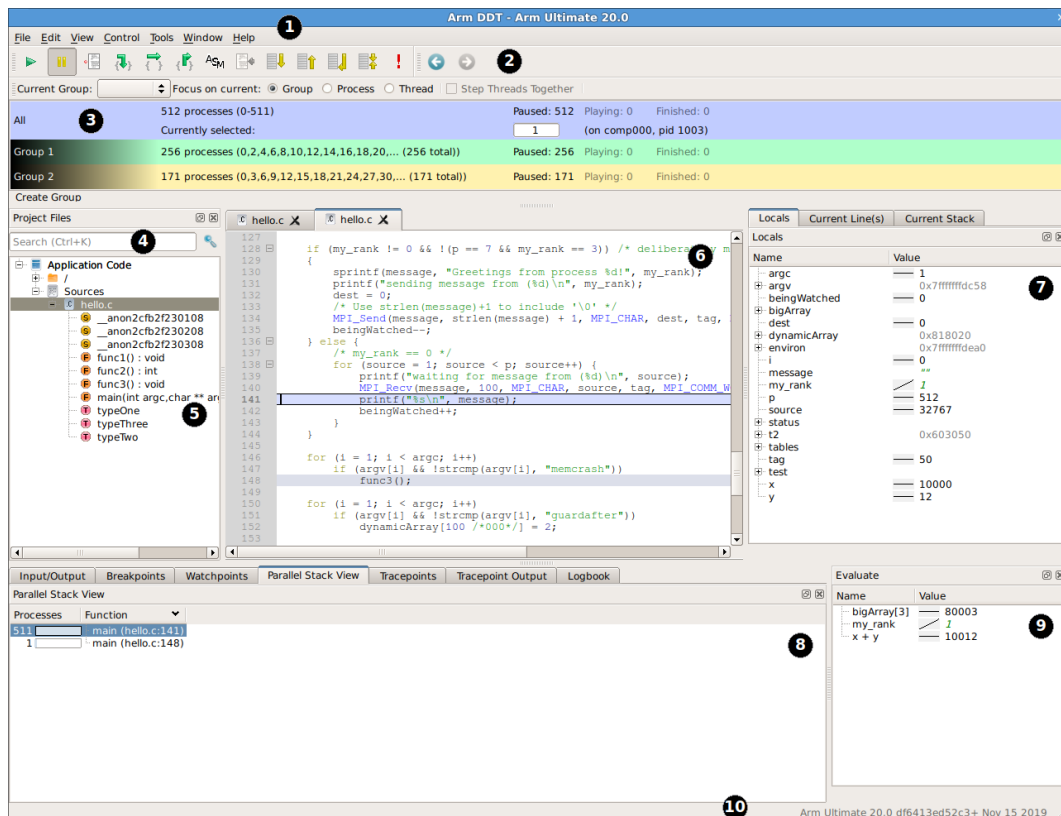 Arm DDT - Arm Ultimate 20.0
1
File Edit View Control Tools Window Help
ASM ! 2
Current Group: Focus on current: Group Process Thread Step Threads Together
All 3 512 processes (0-511) Paused: 512 Playing: 0 Finished: 0
Currently selected: 1 (on comp000, pid 1003)
Group 1 256 processes (0,2,4,6,8,10,12,14,16,18,20,... (256 total)) Paused: 256 Playing: 0 Finished: 0
Group 2 171 processes (0,3,6,9,12,15,18,21,24,27,30,... (171 total)) Paused: 171 Playing: 0 Finished: 0
Create Group
Project Files
Search (Ctrl+K) 4
Application Code
/
Sources
hello.c
S __anon2cfb2f230108
S __anon2cfb2f230208
S __anon2cfb2f230308
F func1() : void
F func2() : int
F func3() : void
F main(int argc,char ** ar
T typeOne
T typeThree
T typeTwo
5
hello.c hello.c
6
127
128 if (my_rank != 0 && !(p == 7 && my_rank == 3)) /* deliberately m
129 {
130 sprintf(message, "Greetings from process %d!", my_rank);
131 printf("sending message from (%d)\n", my_rank);
132 dest = 0;
133 /* Use strlen(message)+1 to include '\0' */
134 MPI_Send(message, strlen(message) + 1, MPI_CHAR, dest, tag,
135 beingWatched--;
136 } else {
137 /* my_rank == 0 */
138 for (source = 1; source < p; source++) {
139 printf("waiting for message from (%d)\n", source);
140 MPI_Recv(message, 100, MPI_CHAR, source, tag, MPI_COMM_W
141 printf("%s\n", message);
142 beingWatched++;
143 }
144 }
145
146 for (i = 1; i < argc; i++)
147 if (argv[i] && !strcmp(argv[i], "memcrash"))
148 func3();
149
150 for (i = 1; i < argc; i++)
151 if (argv[i] && !strcmp(argv[i], "guardafter"))
152 dynamicArray[100 /*000*/] = 2;
153
Locals Current Line(s) Current Stack
Locals
Name Value
7
argc 1
argv 0x7fffffffdc58
beingWatched 0
bigArray
dest 0
dynamicArray 0x818020
environ 0x7fffffffdea0
i 0
message ""
my_rank 1
p 512
source 32767
status
t2 0x603050
tables
tag 50
test
x 10000
y 12
Input/Output Breakpoints Watchpoints Parallel Stack View Tracepoints Tracepoint Output Logbook
Parallel Stack View
Processes Function
511 main (hello.c:141)
1 main (hello.c:148)
8
Evaluate
Name Value
bigArray[3] 80003
my_rank 1
x + y 10012
9
10
Arm Ultimate 20.0 df6413ed52c3+ Nov 15 2019